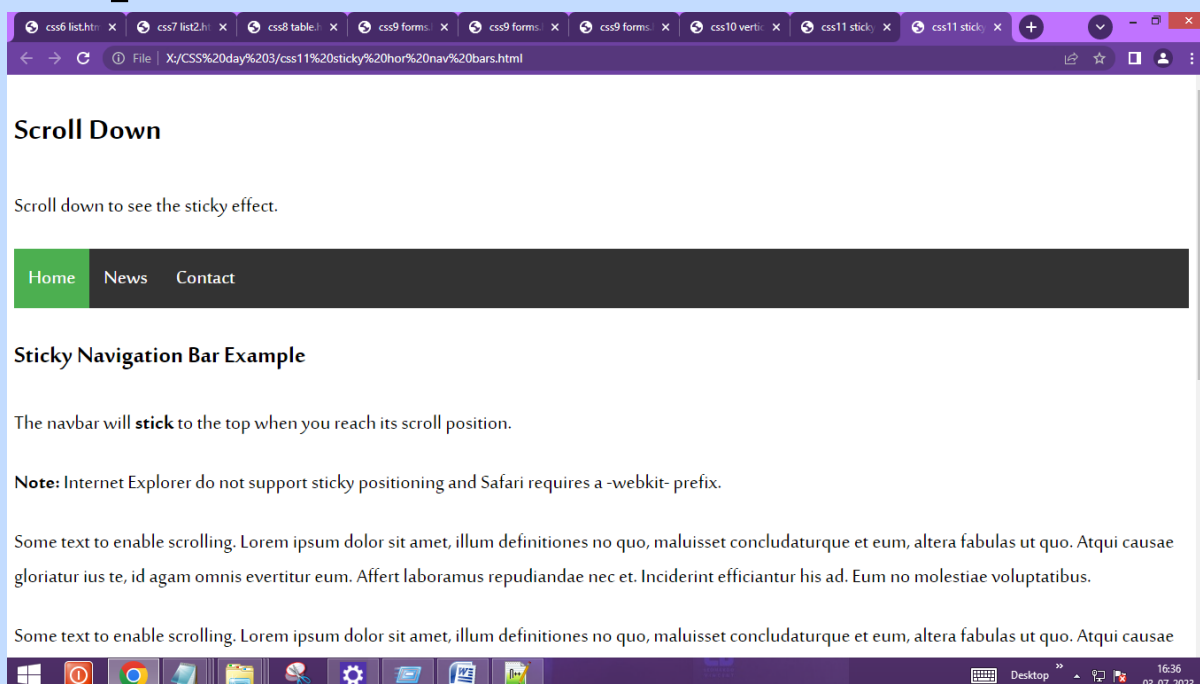 css6 list.htm
css7 list2.ht
css8 table.h
css9 forms.
css9 forms.
css9 forms.
css10 vertic
css11 sticky
css11 sticky
File X:/CSS%20day%203/css11%20sticky%20hor%20nav%20bars.html
Scroll Down
Scroll down to see the sticky effect.
Home News Contact
Sticky Navigation Bar Example
The navbar will stick to the top when you reach its scroll position.
Note: Internet Explorer do not support sticky positioning and Safari requires a -webkit- prefix.
Some text to enable scrolling. Lorem ipsum dolor sit amet, illum definitiones no quo, maluisset concludaturque et eum, altera fabulas ut quo. Atqui causae
gloriatur ius te, id agam omnis evertitur eum. Affert laboramus repudiandae nec et. Inciderint efficiantur his ad. Eum no molestiae voluptatibus.
Some text to enable scrolling. Lorem ipsum dolor sit amet, illum definitiones no quo, maluisset concludaturque et eum, altera fabulas ut quo. Atqui causae
Desktop
16:36
03-07-2023